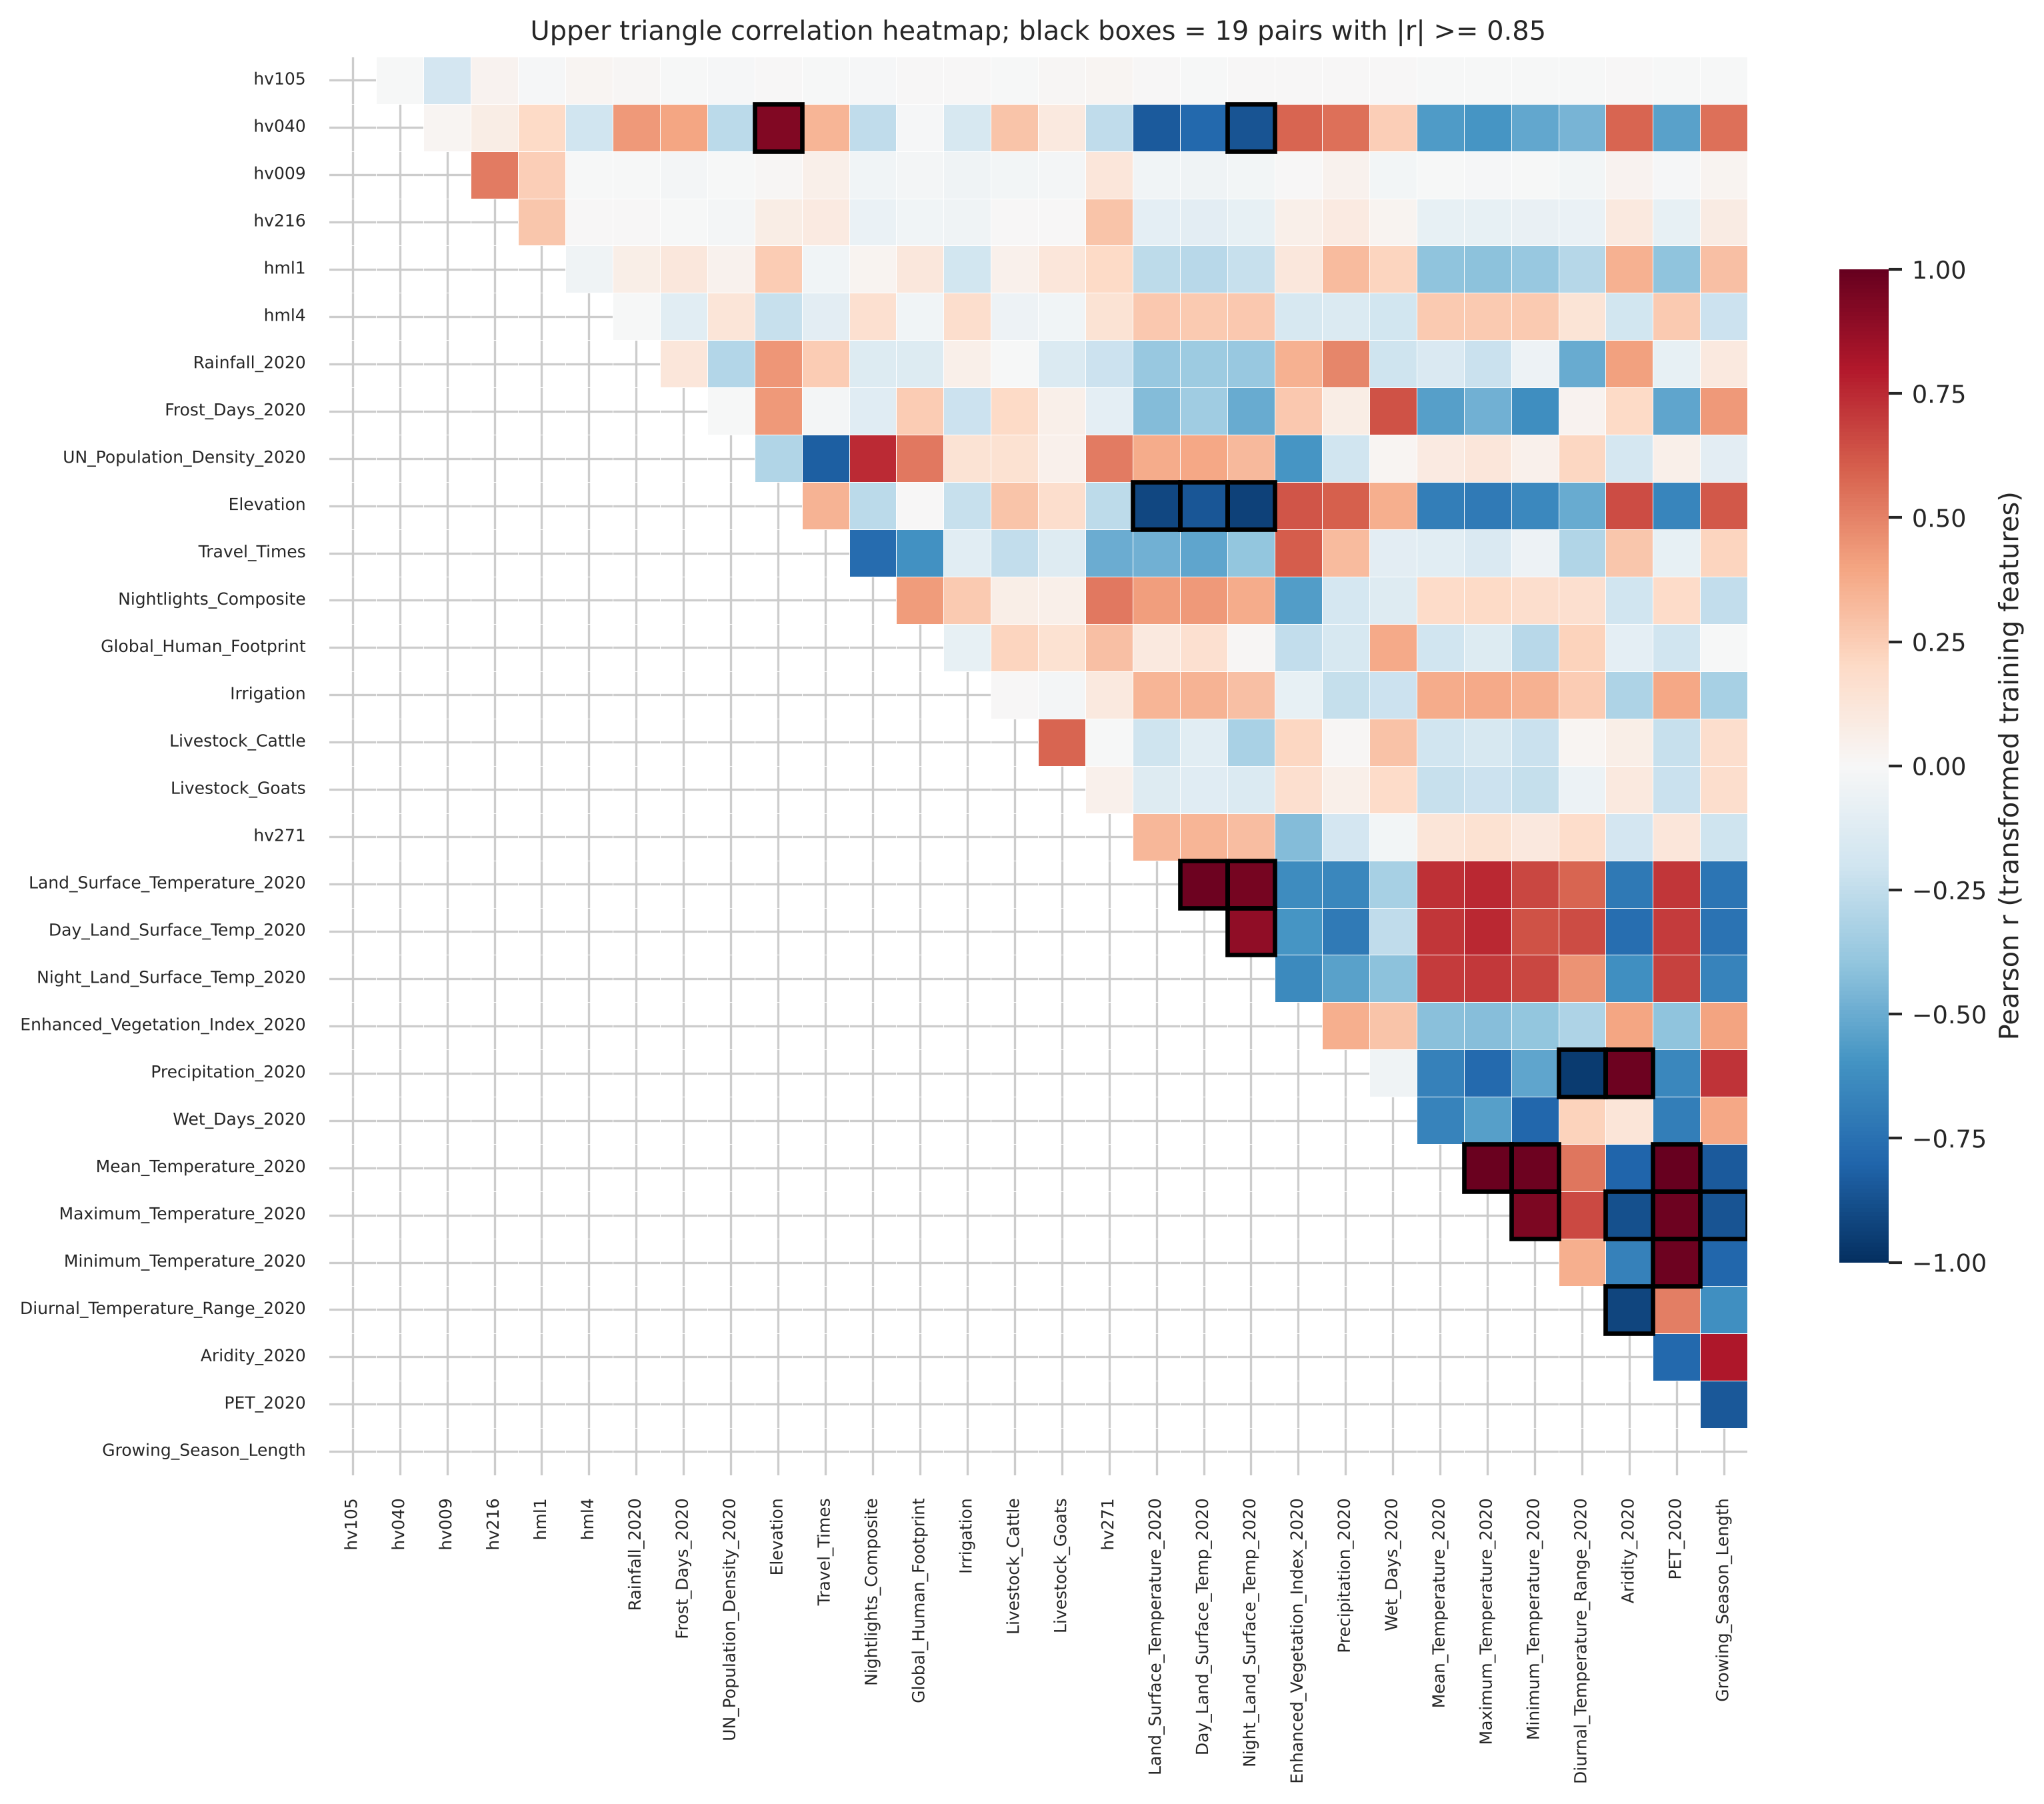 Upper triangle correlation heatmap; black boxes = 19 pairs with |r| >= 0.85
hv105
hv040
hv009
hv216
hml1
hml4
Rainfall_2020
Frost_Days_2020
UN_Population_Density_2020
Elevation
Travel_Times
Nightlights_Composite
Global_Human_Footprint
Irrigation
Livestock_Cattle
Livestock_Goats
hv271
Land_Surface_Temperature_2020
Day_Land_Surface_Temp_2020
Night_Land_Surface_Temp_2020
Enhanced_Vegetation_Index_2020
Precipitation_2020
Wet_Days_2020
Mean_Temperature_2020
Maximum_Temperature_2020
Minimum_Temperature_2020
Diurnal_Temperature_Range_2020
Aridity_2020
PET_2020
Growing_Season_Length
hv105
hv040
hv009
hv216
hml1
hml4
Rainfall_2020
Frost_Days_2020
UN_Population_Density_2020
Elevation
Travel_Times
Nightlights_Composite
Global_Human_Footprint
Irrigation
Livestock_Cattle
Livestock_Goats
hv271
Land_Surface_Temperature_2020
Day_Land_Surface_Temp_2020
Night_Land_Surface_Temp_2020
Enhanced_Vegetation_Index_2020
Precipitation_2020
Wet_Days_2020
Mean_Temperature_2020
Maximum_Temperature_2020
Minimum_Temperature_2020
Diurnal_Temperature_Range_2020
Aridity_2020
PET_2020
Growing_Season_Length
1.00
0.75
0.50
0.25
0.00
−0.25
−0.50
−0.75
−1.00
Pearson r (transformed training features)